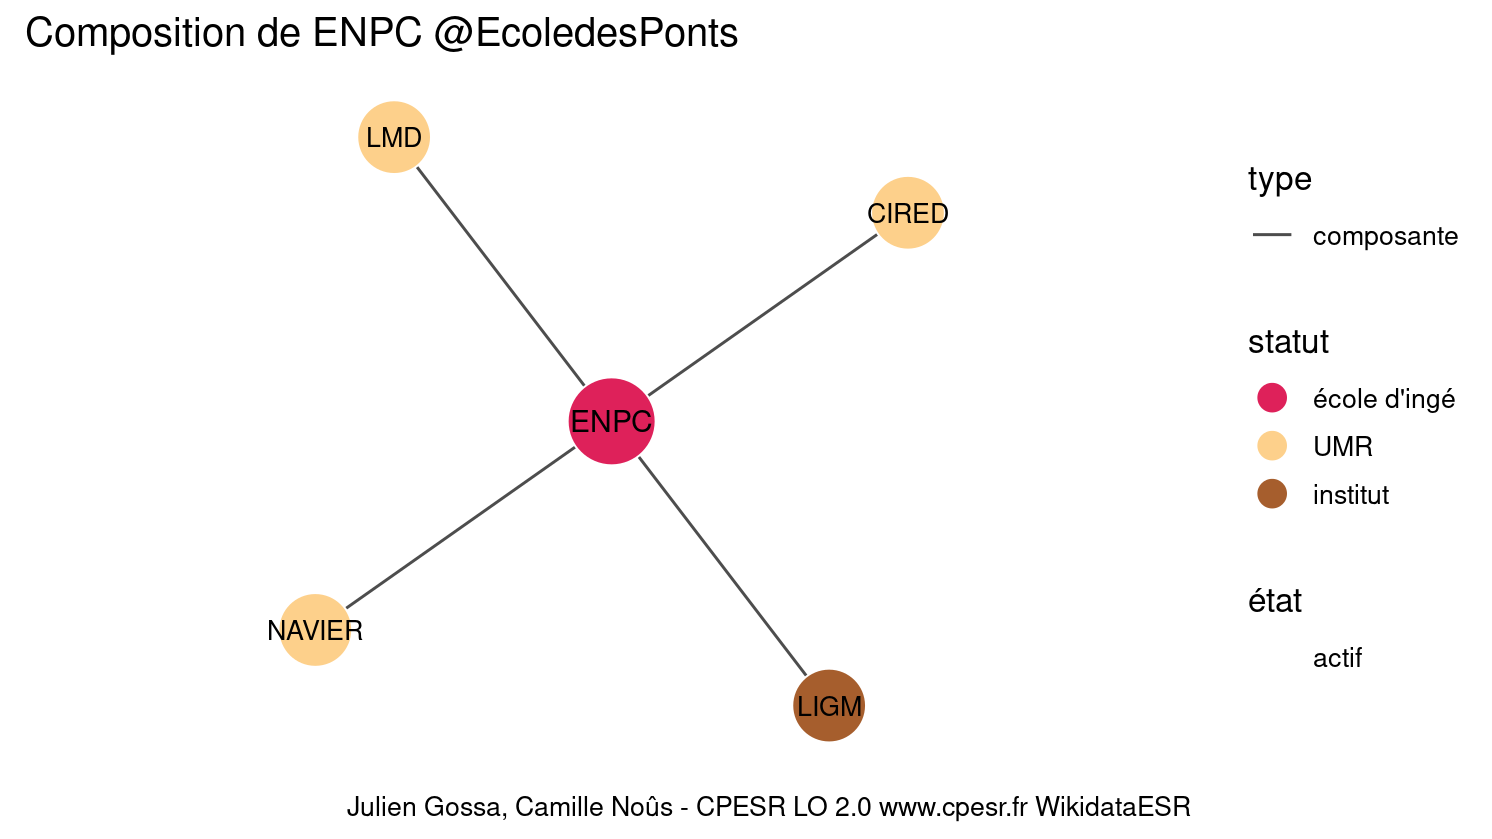 Composition de ENPC @EcoledesPonts
LMD
CIRED
ENPC
NAVIER
LIGM
type
composante
statut
école d'ingé
UMR
institut
état
actif
Julien Gossa, Camille Noûs - CPESR LO 2.0 www.cpesr.fr WikidataESR